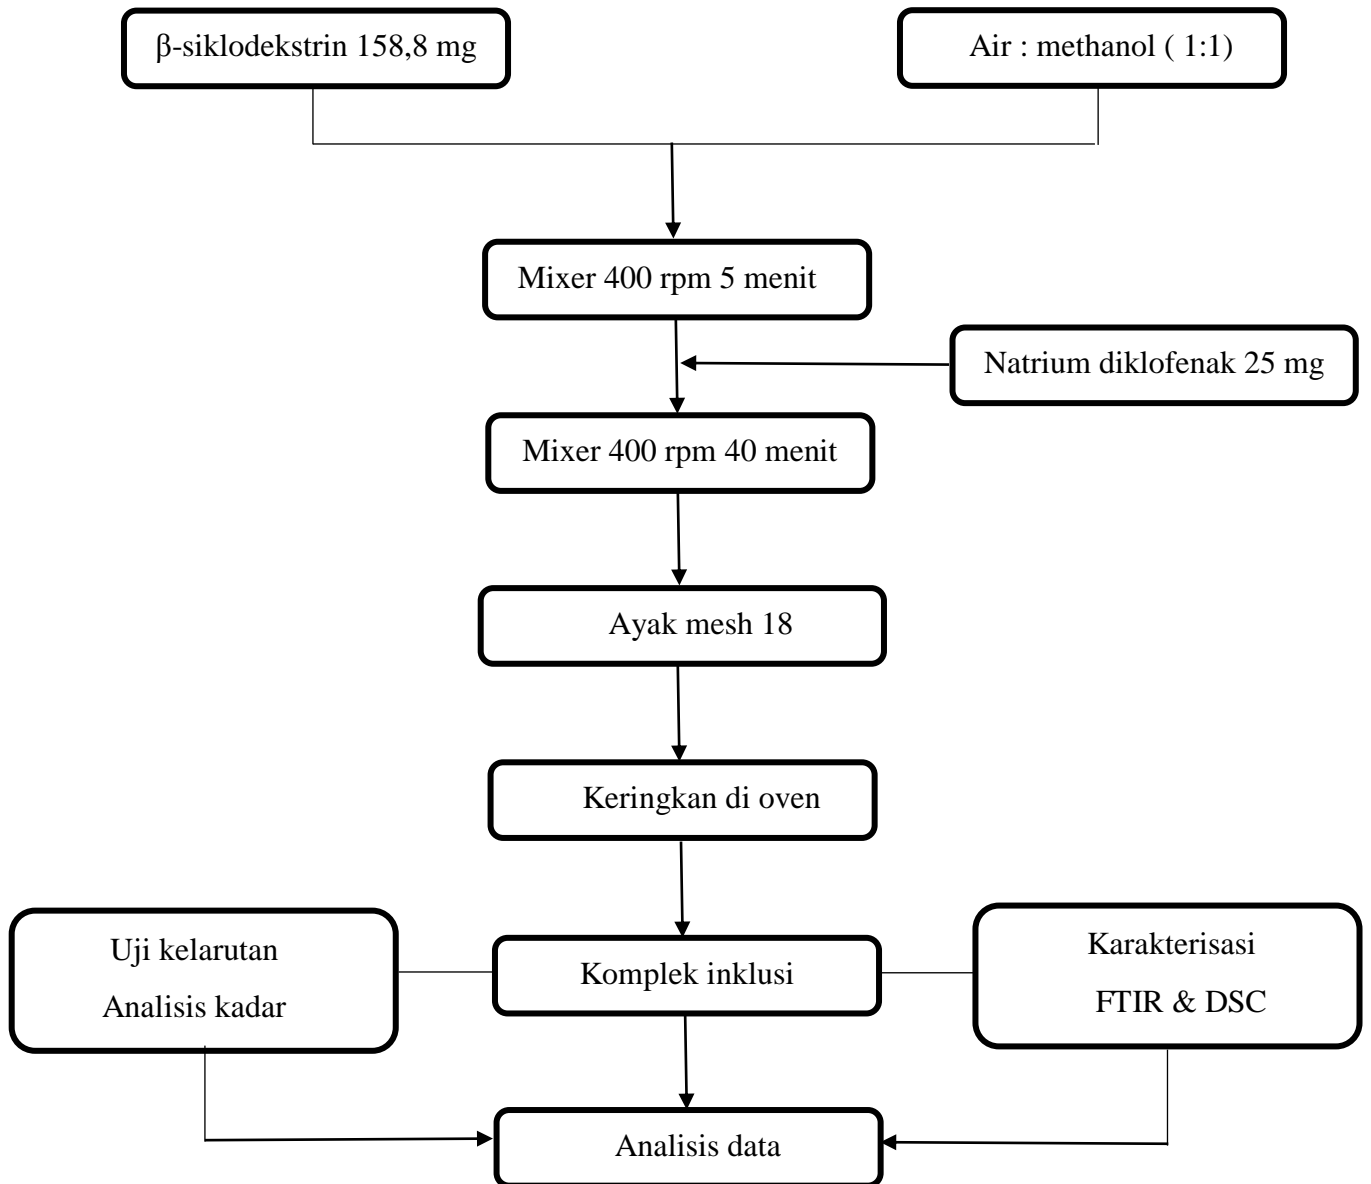 β-siklodekstrin 158,8 mg
Air : methanol ( 1:1)
Mixer 400 rpm 5 menit
Natrium diklofenak 25 mg
Mixer 400 rpm 40 menit
Ayak mesh 18
Keringkan di oven
Uji kelarutan
Analisis kadar
Komplek inklusi
Karakterisasi
FTIR & DSC
Analisis data